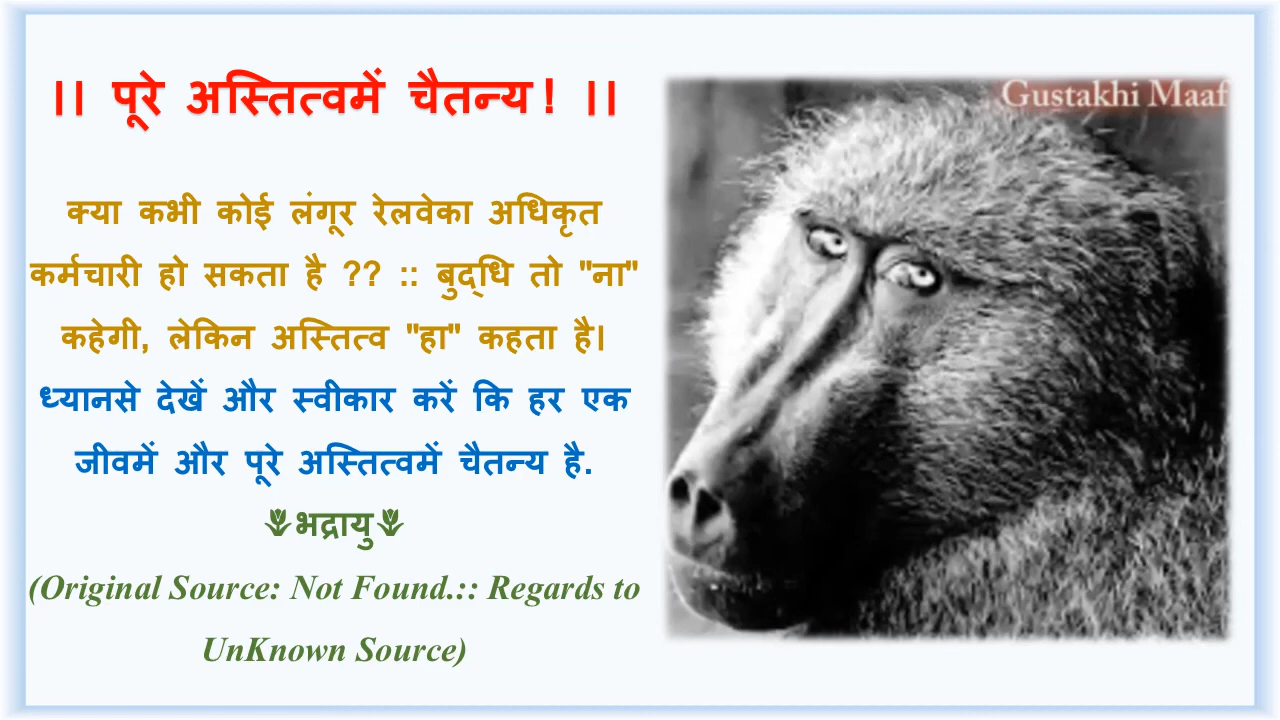 ।। पूरे अस्तित्वमें चैतन्य ! ।।
Gustakhi Maaf
क्या कभी कोई लंगूर रेलवेका अधिकृत
कर्मचारी हो सकता है ?? :: बुद्धि तो "ना"
कहेगी, लेकिन अस्तित्व "हा" कहता है।
ध्यानसे देखें और स्वीकार करें कि हर एक
जीवमें और पूरे अस्तित्वमें चैतन्य है.
⚘भद्रायु⚘
(Original Source: Not Found.:: Regards to
UnKnown Source)